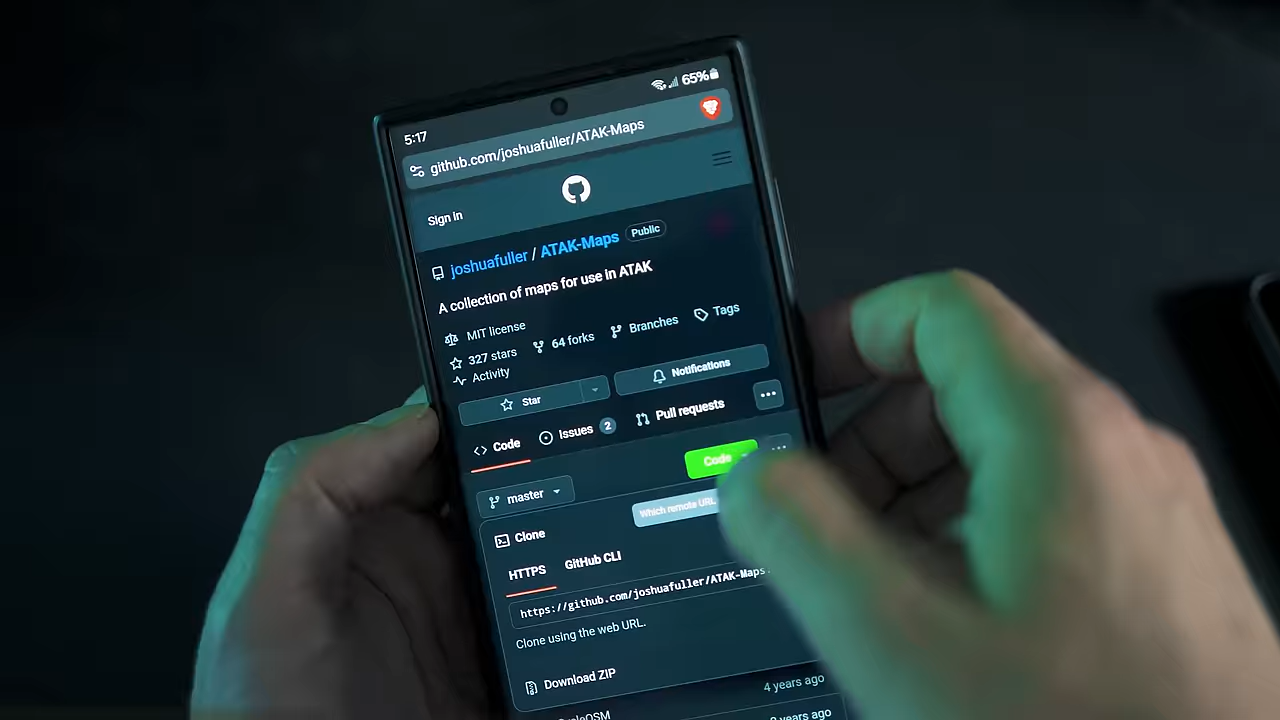 5:17 65%
github.com/joshuafuller/ATAK-Maps
Sign in
joshuafuller / ATAK-Maps Public
A collection of maps for use in ATAK
MIT license
327 stars 64 forks Branches Tags
Activity
Star Notifications
Code Issues 2 Pull requests
Code
master
Which remote URL
Clone
HTTPS GitHub CLI
https://github.com/joshuafuller/ATAK-Maps.
Clone using the web URL.
Download ZIP
4 years ago
years ago